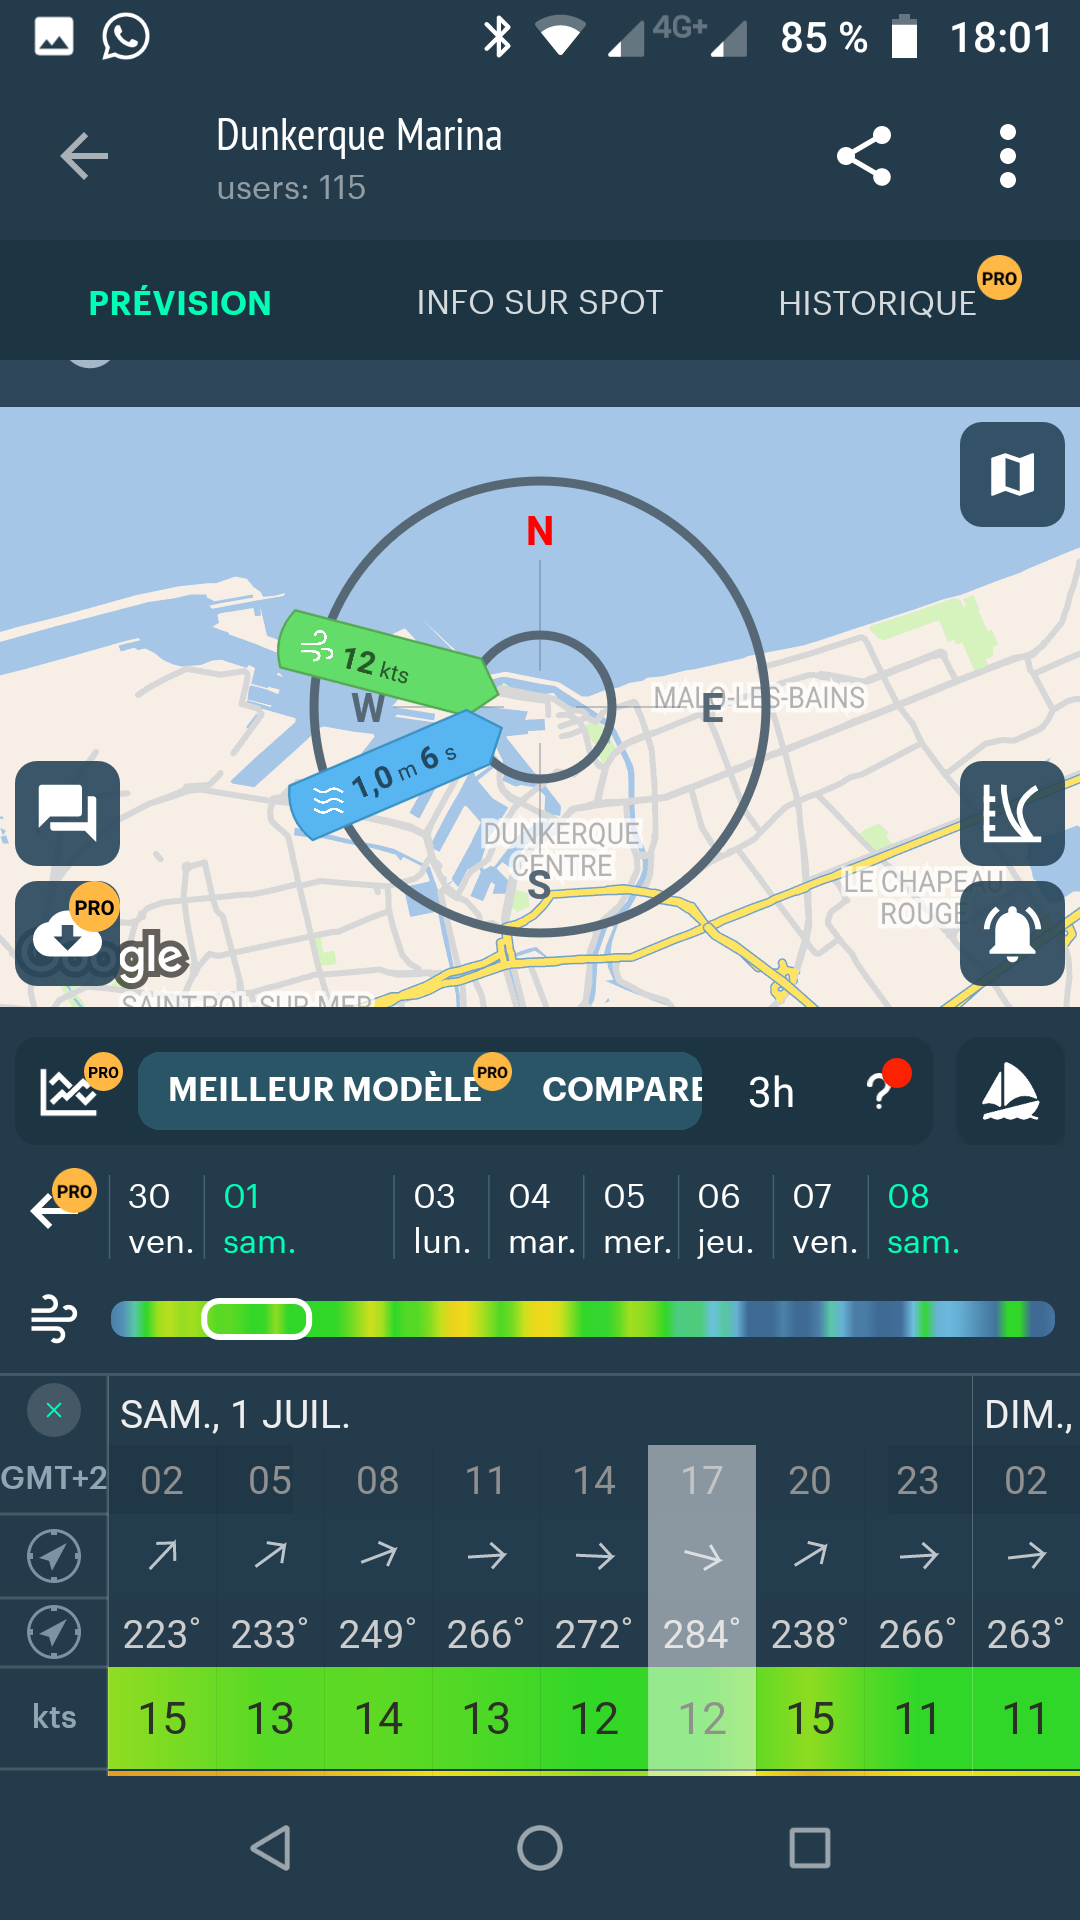 4G+ 85 % 18:01
Dunkerque Marina
users: 115
PRÉVISION INFO SUR SPOT HISTORIQUE PRO
N
12 kts
W E MALO-LES-BAINS
1,0 m 6 s
DUNKERQUE
CENTRE
S
LE CHAPEAU
ROUGE
PRO
Google
SAINT-POL-SUR-MER
PRO MEILLEUR MODÈLE PRO COMPARE 3h ?
PRO 30 01 03 04 05 06 07 08
ven. sam. lun. mar. mer. jeu. ven. sam.
SAM., 1 JUIL. DIM.,
GMT+2 02 05 08 11 14 17 20 23 02
223° 233° 249° 266° 272° 284° 238° 266° 263°
kts 15 13 14 13 12 12 15 11 11